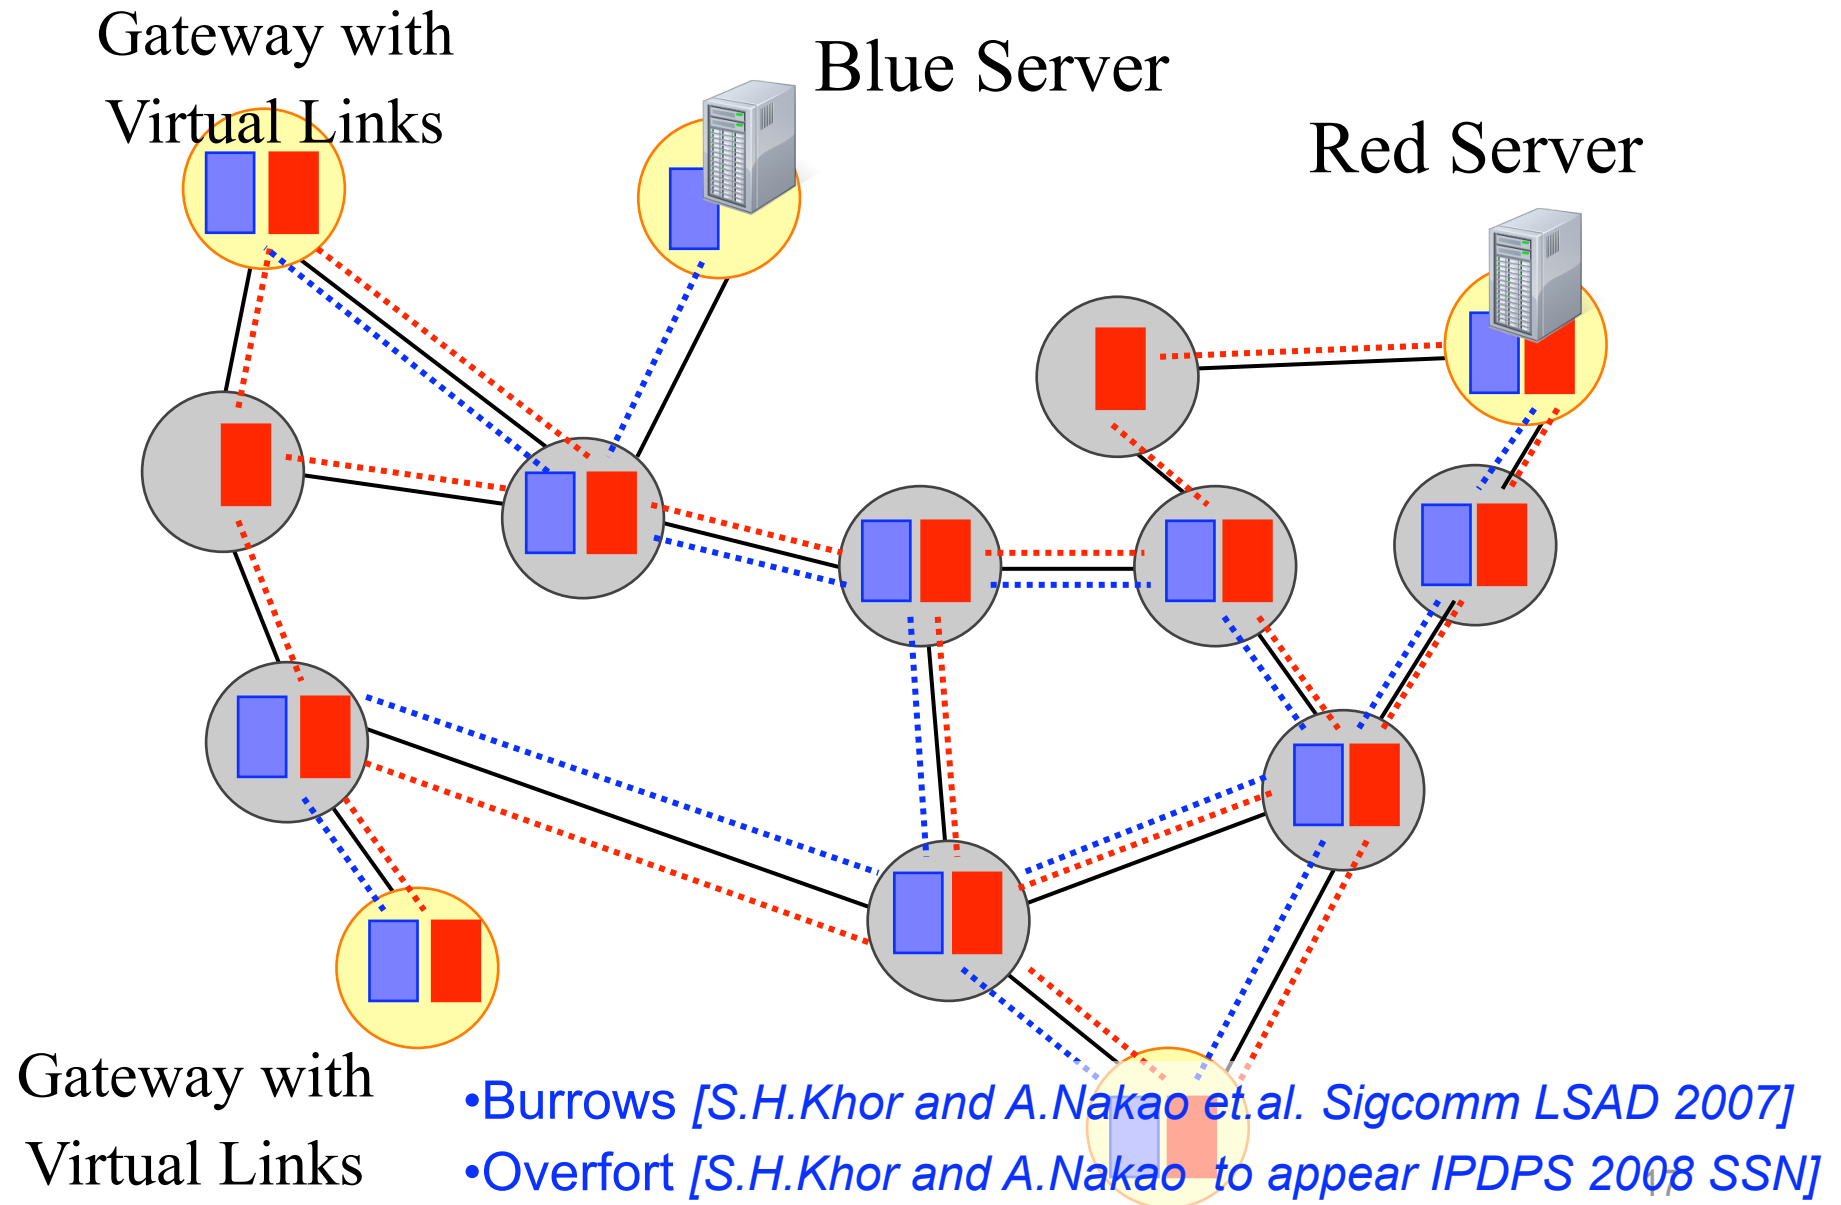 Gateway with
Virtual Links
Blue Server
Red Server
Gateway with
Virtual Links
•Burrows [S.H.Khor and A.Nakao et.al. Sigcomm LSAD 2007]
•Overfort [S.H.Khor and A.Nakao to appear IPDPS 2008 SSN]
17